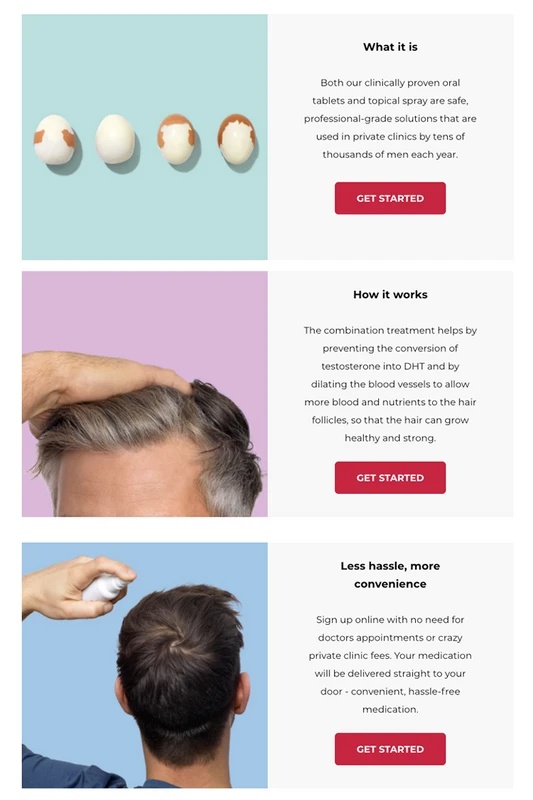 What it is
Both our clinically proven oral
tablets and topical spray are safe,
professional-grade solutions that are
used in private clinics by tens of
thousands of men each year.
GET STARTED
How it works
The combination treatment helps by
preventing the conversion of
testosterone into DHT and by
dilating the blood vessels to allow
more blood and nutrients to the hair
follicles, so that the hair can grow
healthy and strong.
GET STARTED
Less hassle, more
convenience
Sign up online with no need for
doctors appointments or crazy
private clinic fees. Your medication
will be delivered straight to your
door - convenient, hassle-free
medication.
GET STARTED